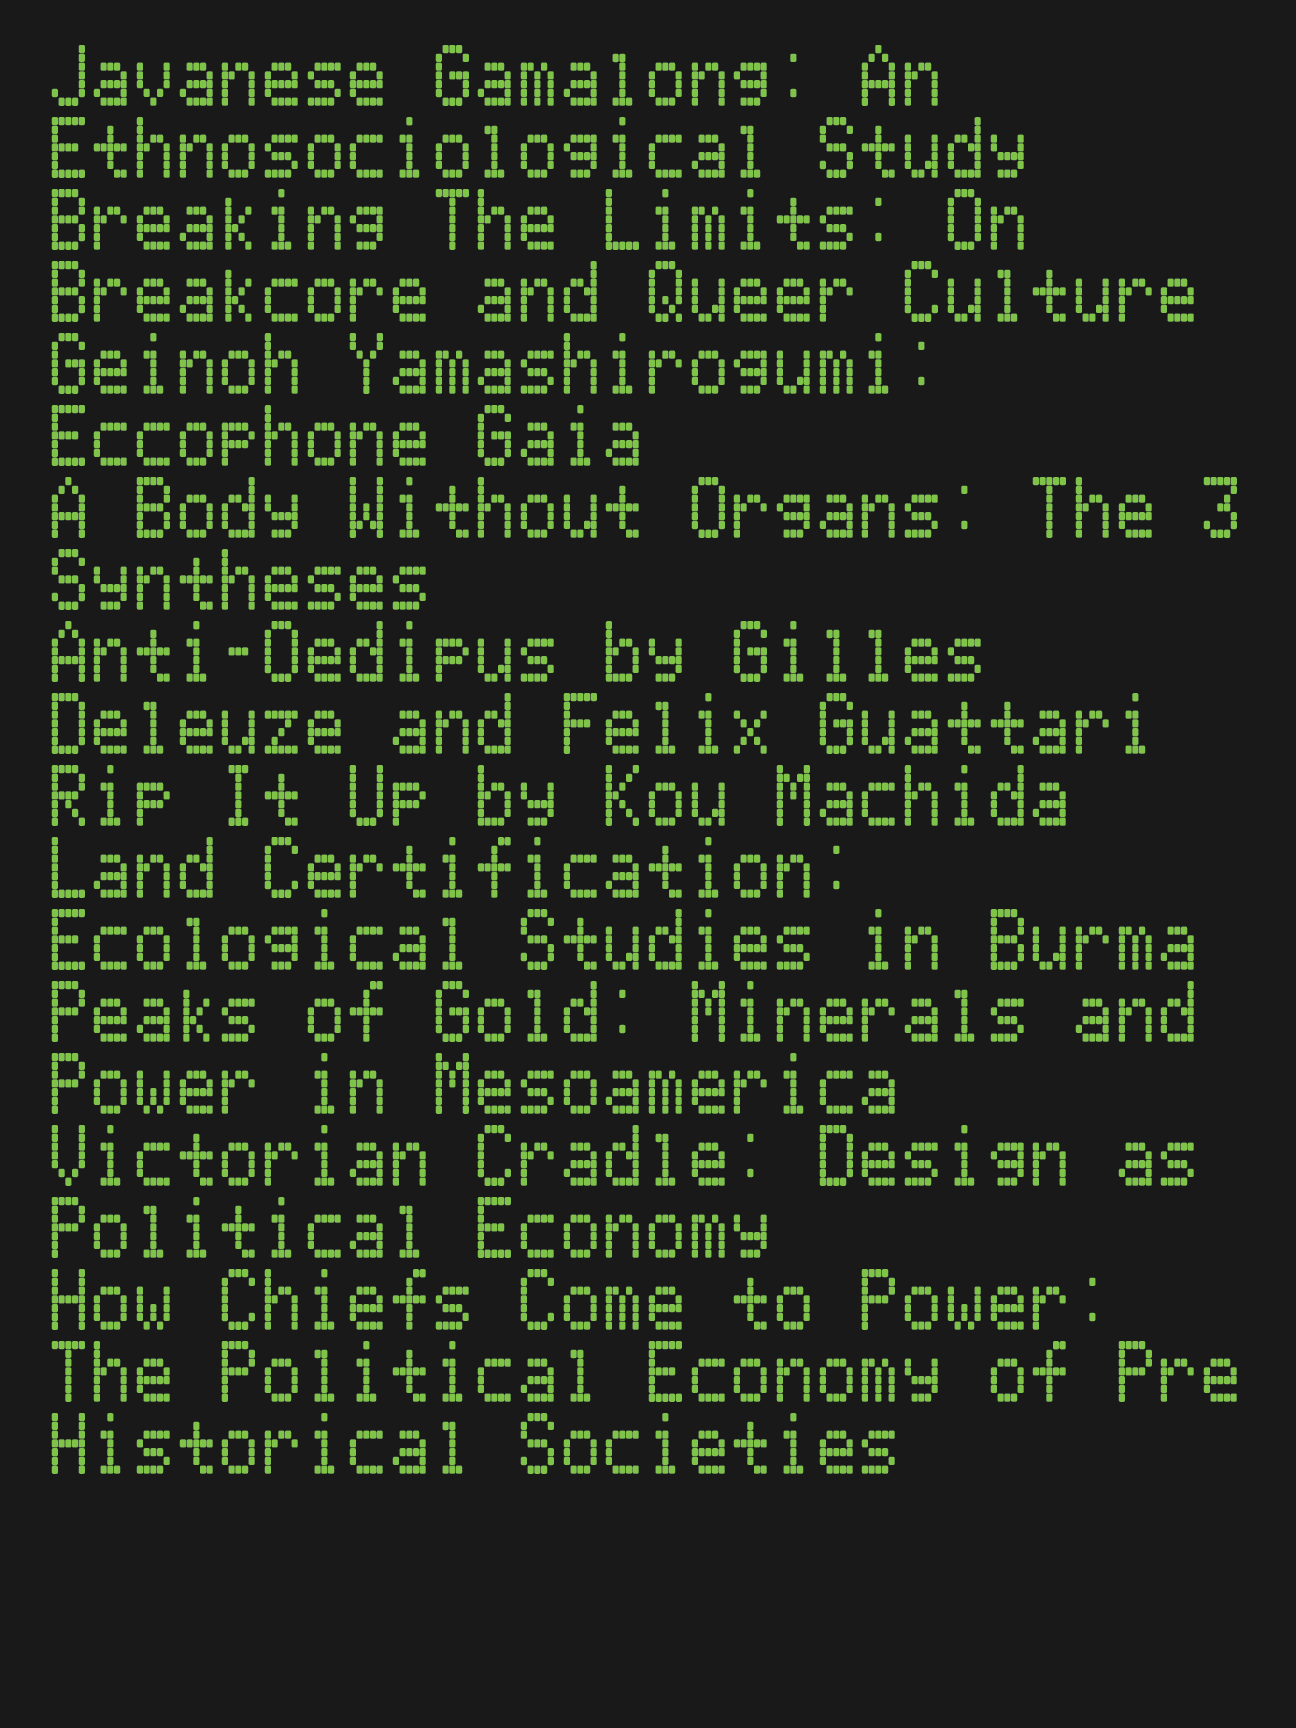 Javanese Gamalong: An
Ethnosociological Study
Breaking The Limits: On
Breakcore and Queer Culture
Geinoh Yamashirogumi:
Eccophone Gaia
A Body Without Organs: The 3
Syntheses
Anti-Oedipus by Gilles
Deleuze and Felix Guattari
Rip It Up by Kou Machida
Land Certification:
Ecological Studies in Burma
Peaks of Gold: Minerals and
Power in Mesoamerica
Victorian Cradle: Design as
Political Economy
How Chiefs Come to Power:
The Political Economy of Pre
Historical Societies